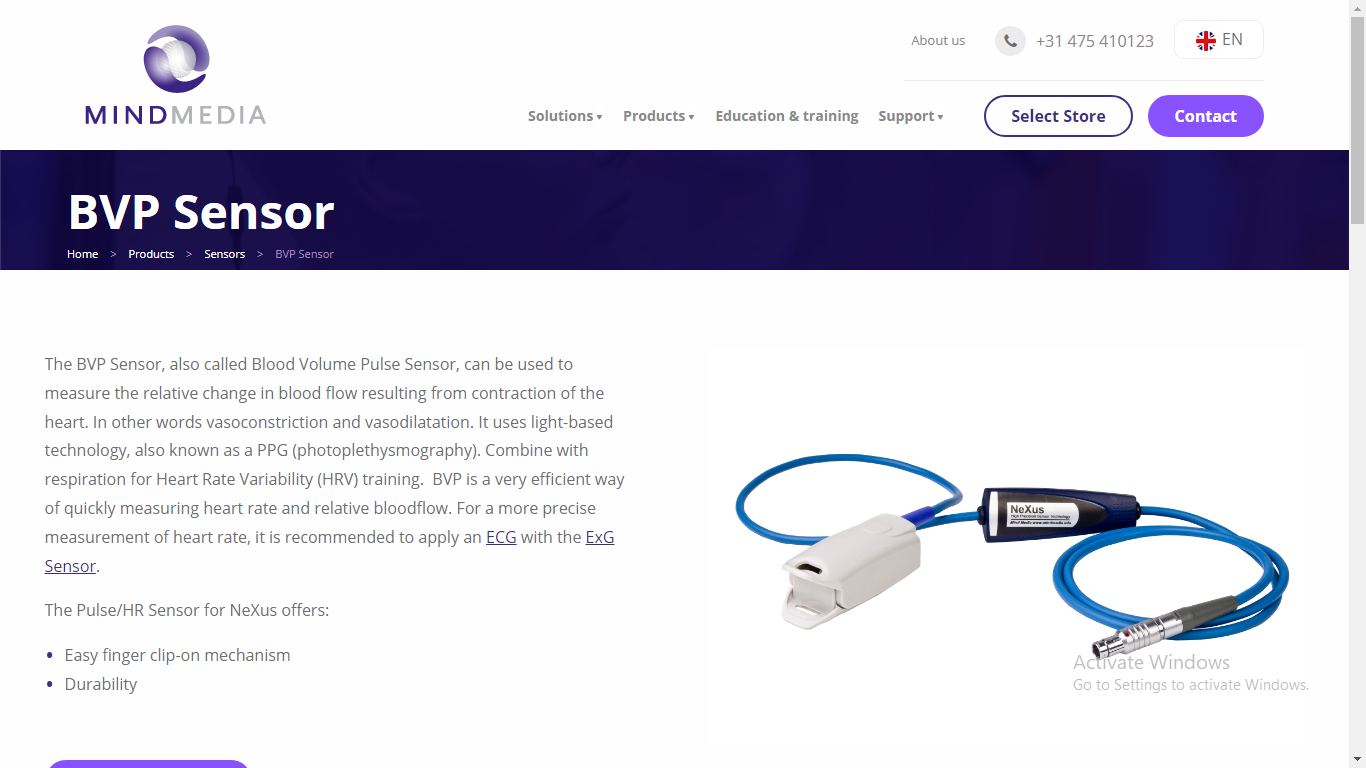 About us
+31 475 410123
EN
MINDMEDIA
Solutions
Products
Education & training
Support
Select Store
Contact
BVP Sensor
Home > Products > Sensors > BVP Sensor
The BVP Sensor, also called Blood Volume Pulse Sensor, can be used to
measure the relative change in blood flow resulting from contraction of the
heart. In other words vasoconstriction and vasodilatation. It uses light-based
technology, also known as a PPG (photoplethysmography). Combine with
respiration for Heart Rate Variability (HRV) training.  BVP is a very efficient way
of quickly measuring heart rate and relative bloodflow. For a more precise
measurement of heart rate, it is recommended to apply an ECG with the ExG
Sensor.
The Pulse/HR Sensor for NeXus offers:
• Easy finger clip-on mechanism
• Durability
NeXus
Activate Windows
Go to Settings to activate Windows.